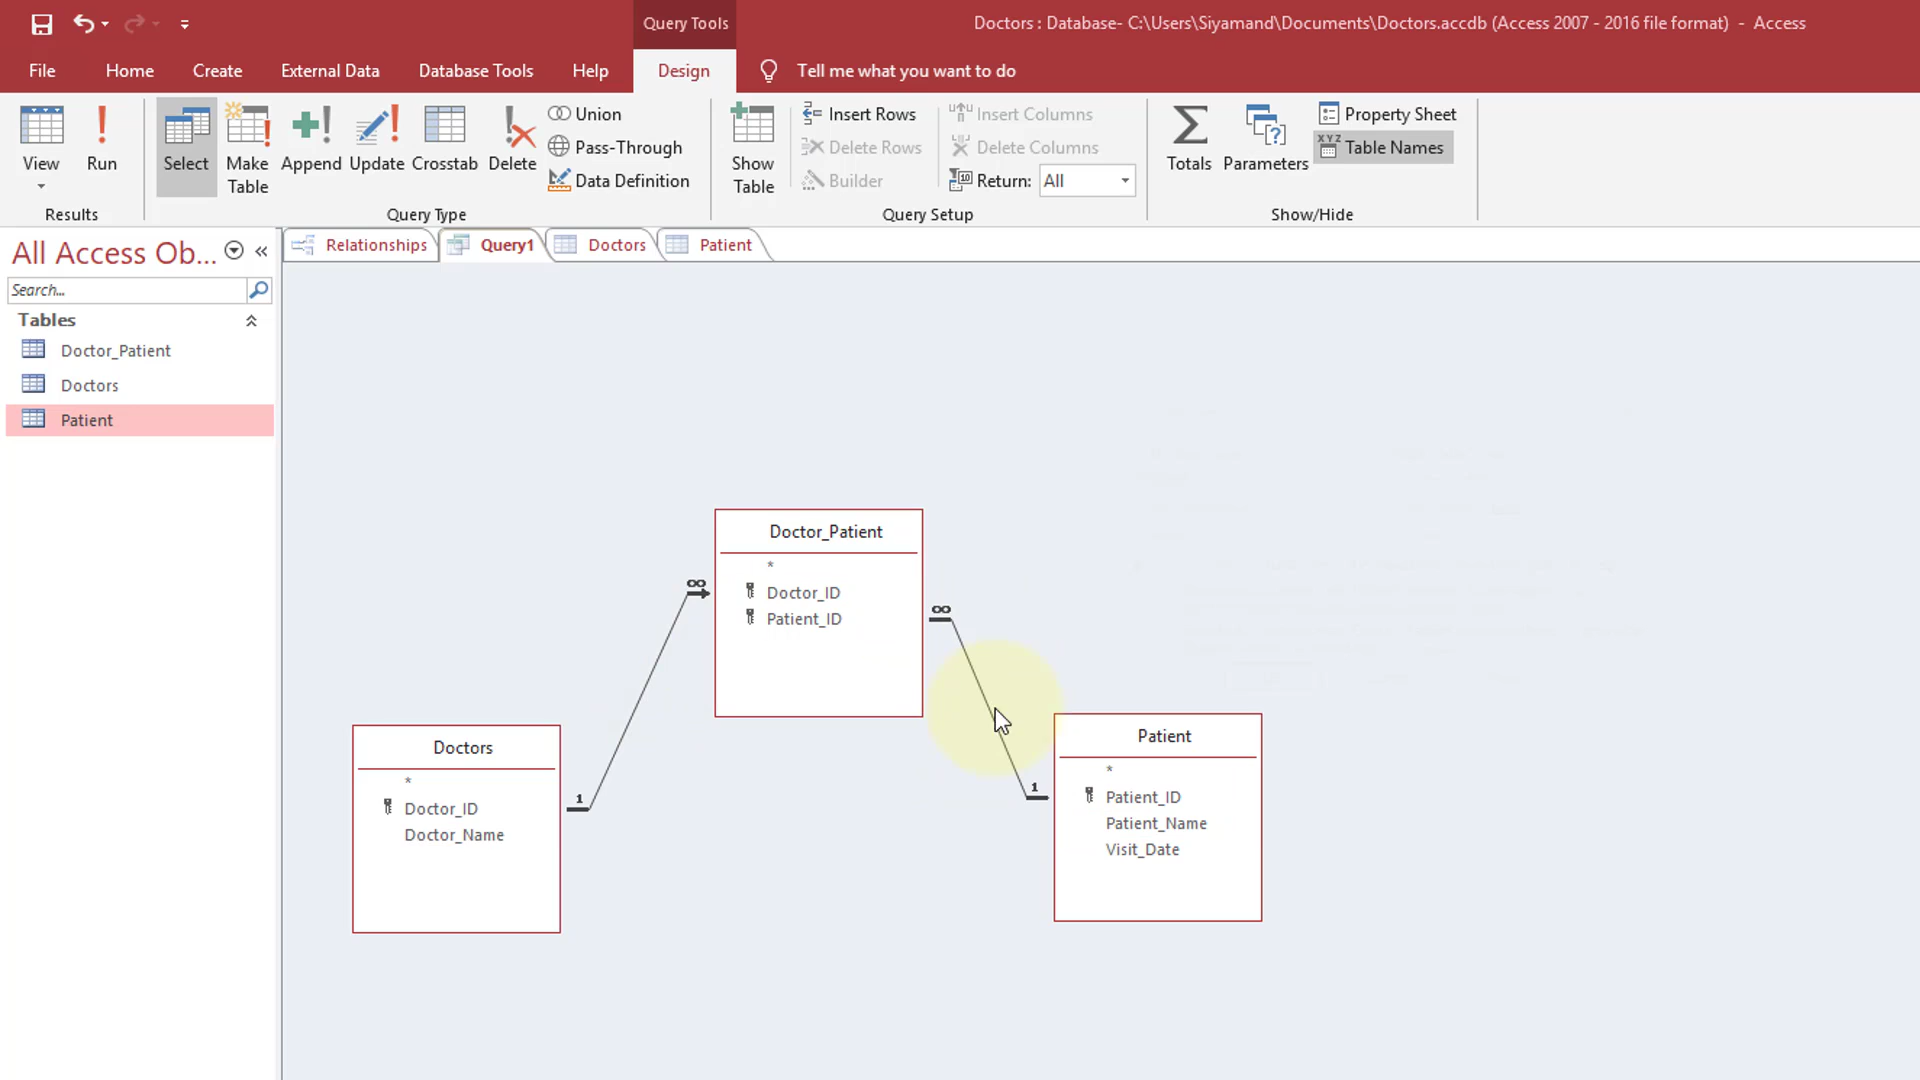 Query Tools
Doctors : Database- C:\Users\Siyamand\Documents\Doctors.accdb (Access 2007 - 2016 file format) - Access
File Home Create External Data Database Tools Help Design Tell me what you want to do
View
Run
Select
Make Table
Append
Update
Crosstab
Delete
Union
Pass-Through
Data Definition
Show Table
Insert Rows
Delete Rows
Builder
Insert Columns
Delete Columns
Return: All
Totals
Parameters
Property Sheet
XYZ Table Names
Results
Query Type
Query Setup
Show/Hide
All Access Ob...
Search...
Tables
Doctor_Patient
Doctors
Patient
Relationships
Query1
Doctors
Patient
Doctor_Patient
*
Doctor_ID
Patient_ID
∞
∞
Doctors
*
Doctor_ID
Doctor_Name
1
1
Patient
*
Patient_ID
Patient_Name
Visit_Date